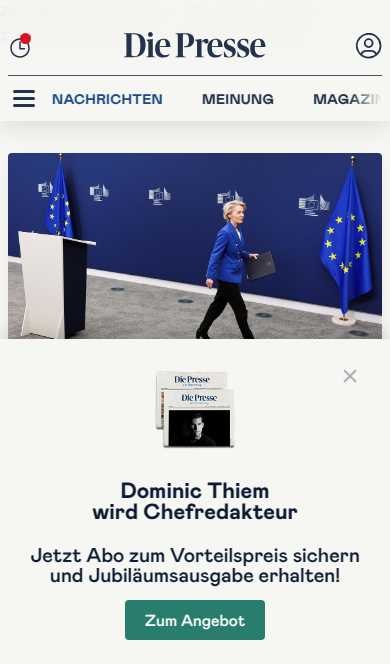 Die Presse
NACHRICHTEN MEINUNG MAGAZIN
Die Presse
Die Presse
Dominic Thiem
wird Chefredakteur
Jetzt Abo zum Vorteilspreis sichern
und Jubiläumsausgabe erhalten!
Zum Angebot